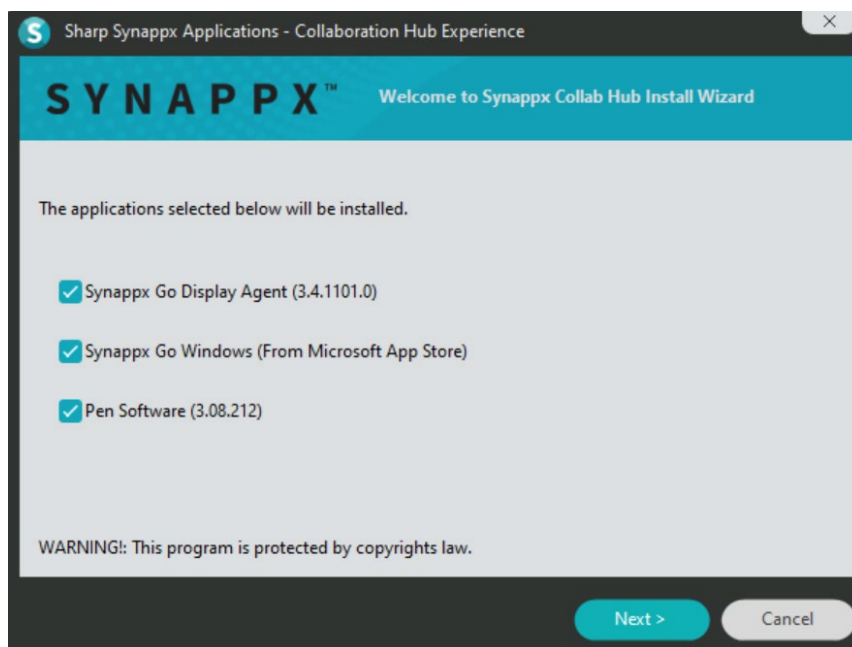 S Sharp Synappx Applications - Collaboration Hub Experience
SYNAPPX™ Welcome to Synappx Collab Hub Install Wizard
The applications selected below will be installed.
Synappx Go Display Agent (3.4.1101.0)
Synappx Go Windows (From Microsoft App Store)
Pen Software (3.08.212)
WARNING!: This program is protected by copyrights law.
Next > Cancel